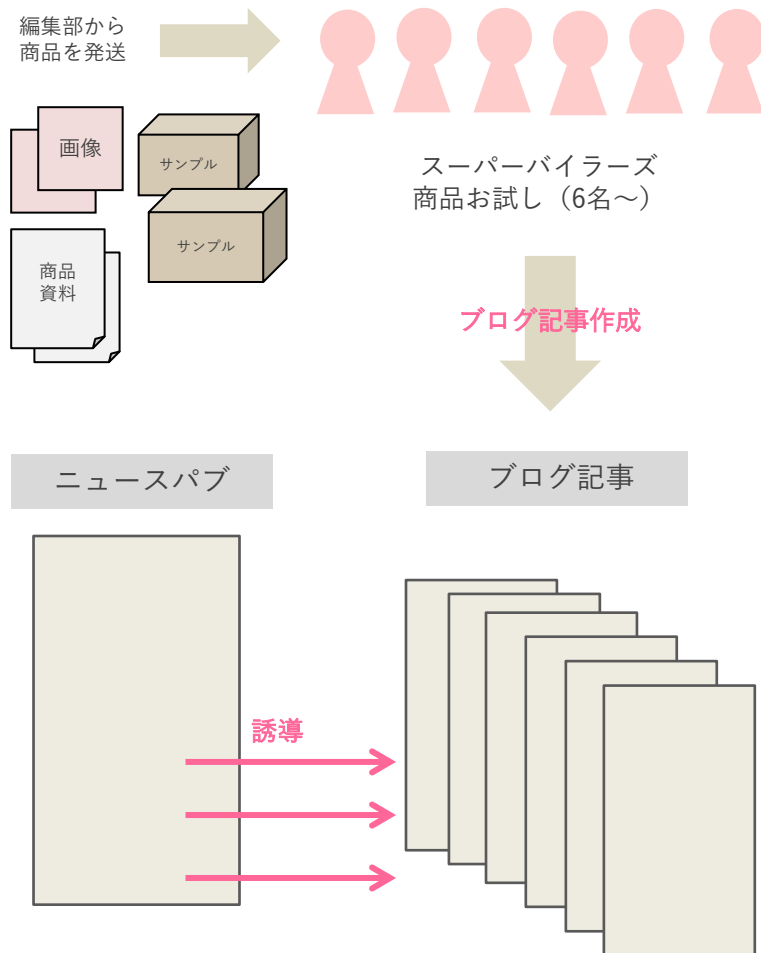 編集部から
商品を発送
画像
サンプル
サンプル
商品
資料
スーパーバイラーズ
商品お試し（6名～）
ブログ記事作成
ニュースパブ
ブログ記事
誘導